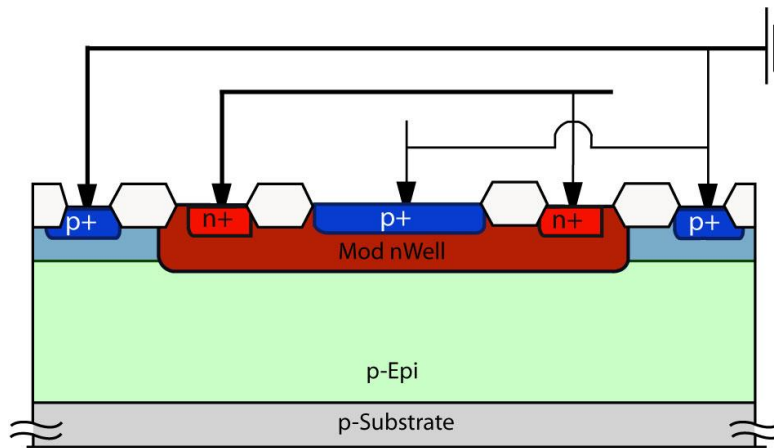 p+
n+
p+
n+
p+
Mod nWell
p-Epi
p-Substrate